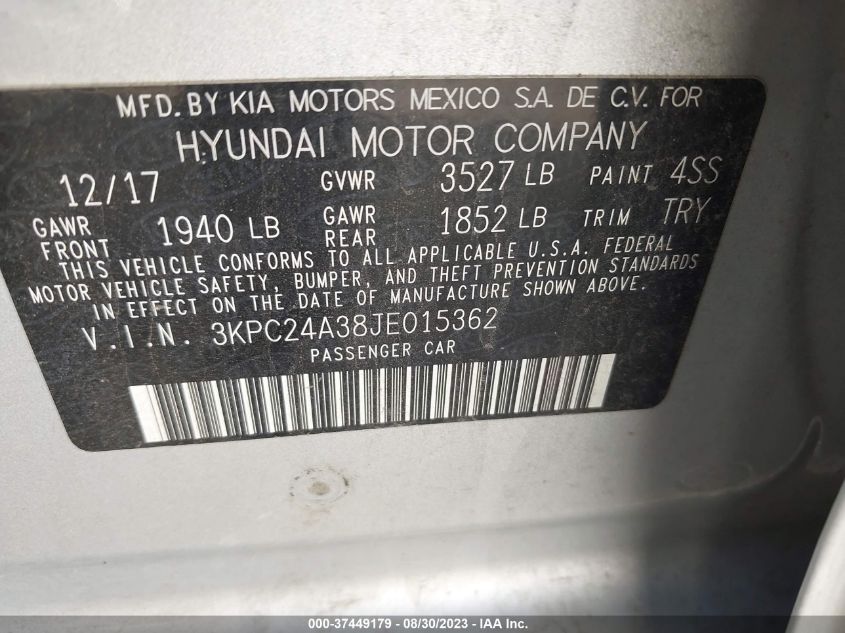 MFD. BY KIA MOTORS MEXICO S.A. DE C.V. FOR
HYUNDAI MOTOR COMPANY
12/17 GVWR 3527 LB PAINT 4SS
GAWR FRONT 1940 LB GAWR REAR 1852 LB TRIM TRY
THIS VEHICLE CONFORMS TO ALL APPLICABLE U.S.A. FEDERAL
MOTOR VEHICLE SAFETY, BUMPER, AND THEFT PREVENTION STANDARDS
IN EFFECT ON THE DATE OF MANUFACTURE SHOWN ABOVE.
V.I.N. 3KPC24A38JE015362
PASSENGER CAR
000-37449179 - 08/30/2023 - IAA Inc.